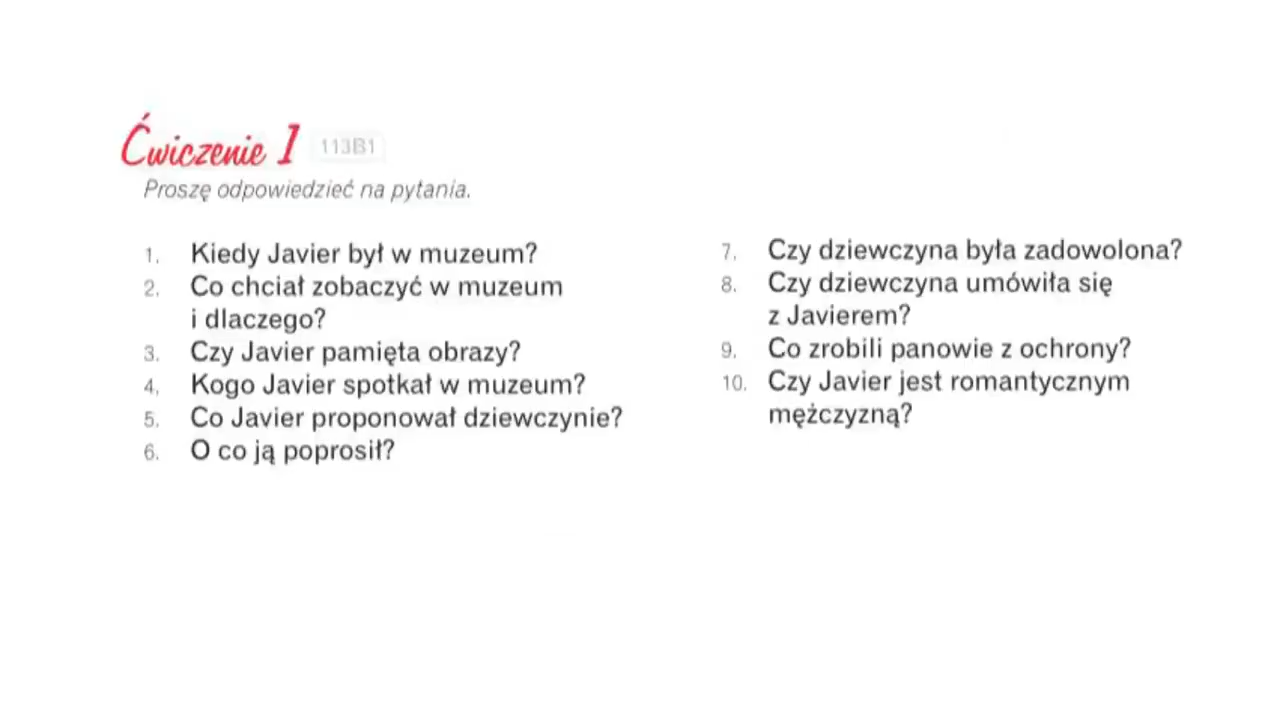 Ćwiczenie 1 113B1
Proszę odpowiedzieć na pytania.
1. Kiedy Javier był w muzeum?
2. Co chciał zobaczyć w muzeum
i dlaczego?
3. Czy Javier pamięta obrazy?
4. Kogo Javier spotkał w muzeum?
5. Co Javier proponował dziewczynie?
6. O co ją poprosił?
7. Czy dziewczyna była zadowolona?
8. Czy dziewczyna umówiła się
z Javierem?
9. Co zrobili panowie z ochrony?
10. Czy Javier jest romantycznym
mężczyzną?